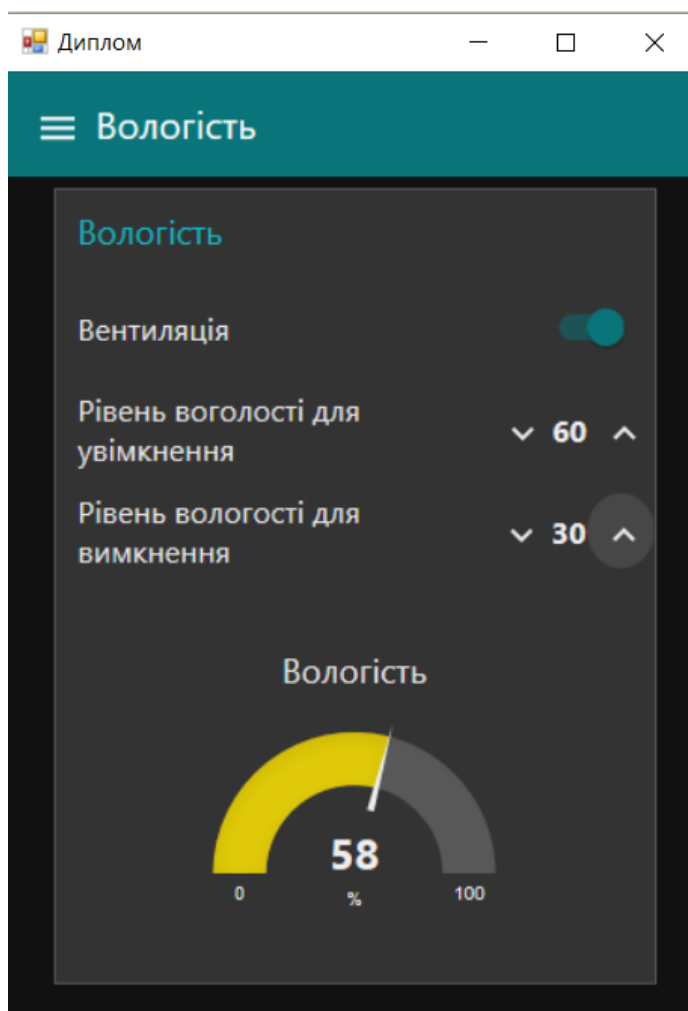 Диплом
Вологість
Вологість
Вентиляція
Рівень воголості для
увімкнення
60
Рівень вологості для
вимкнення
30
Вологість
58
0
%
100